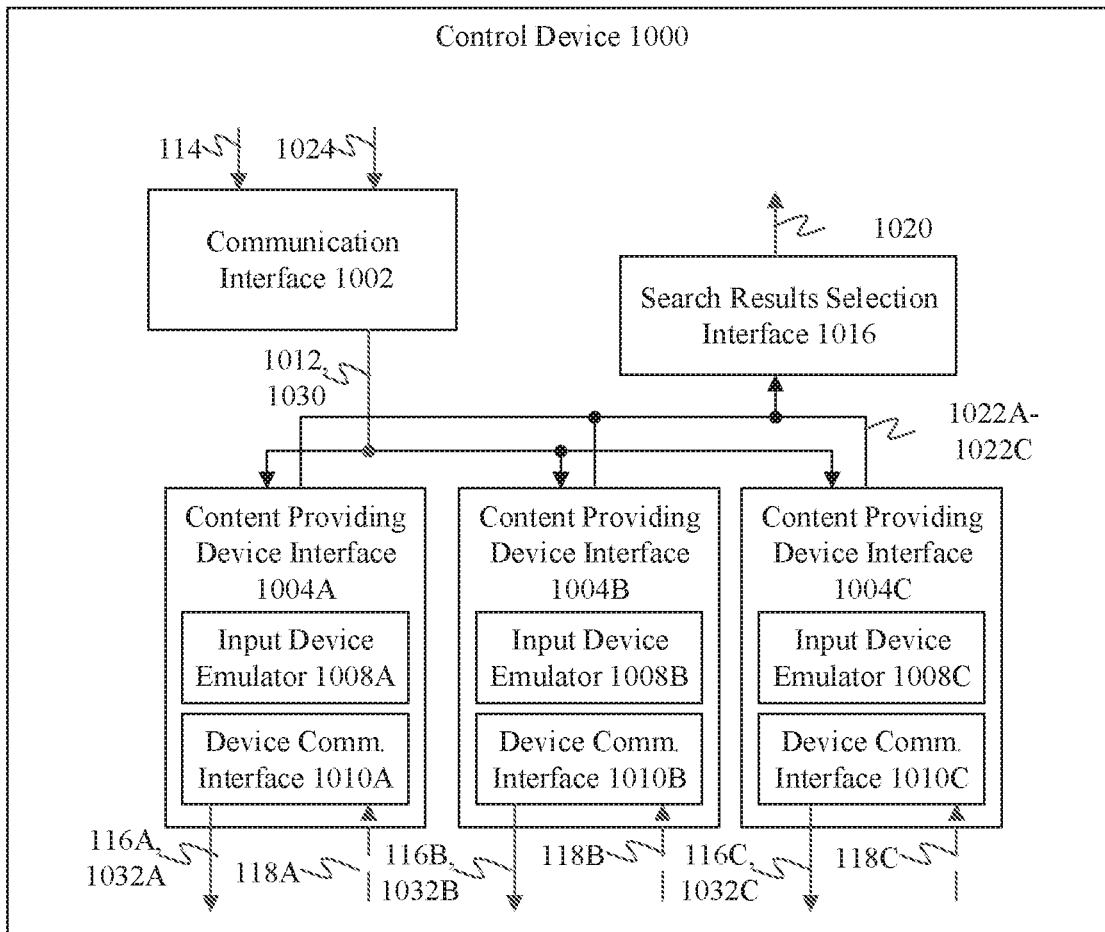 Control Device 1000
114
1024
Communication
Interface 1002
1020
Search Results Selection
Interface 1016
1012,
1030
1022A-
1022C
Content Providing
Device Interface
1004A
Input Device
Emulator 1008A
Device Comm.
Interface 1010A
Content Providing
Device Interface
1004B
Input Device
Emulator 1008B
Device Comm.
Interface 1010B
Content Providing
Device Interface
1004C
Input Device
Emulator 1008C
Device Comm.
Interface 1010C
116A,
1032A
118A
116B,
1032B
118B
116C,
1032C
118C